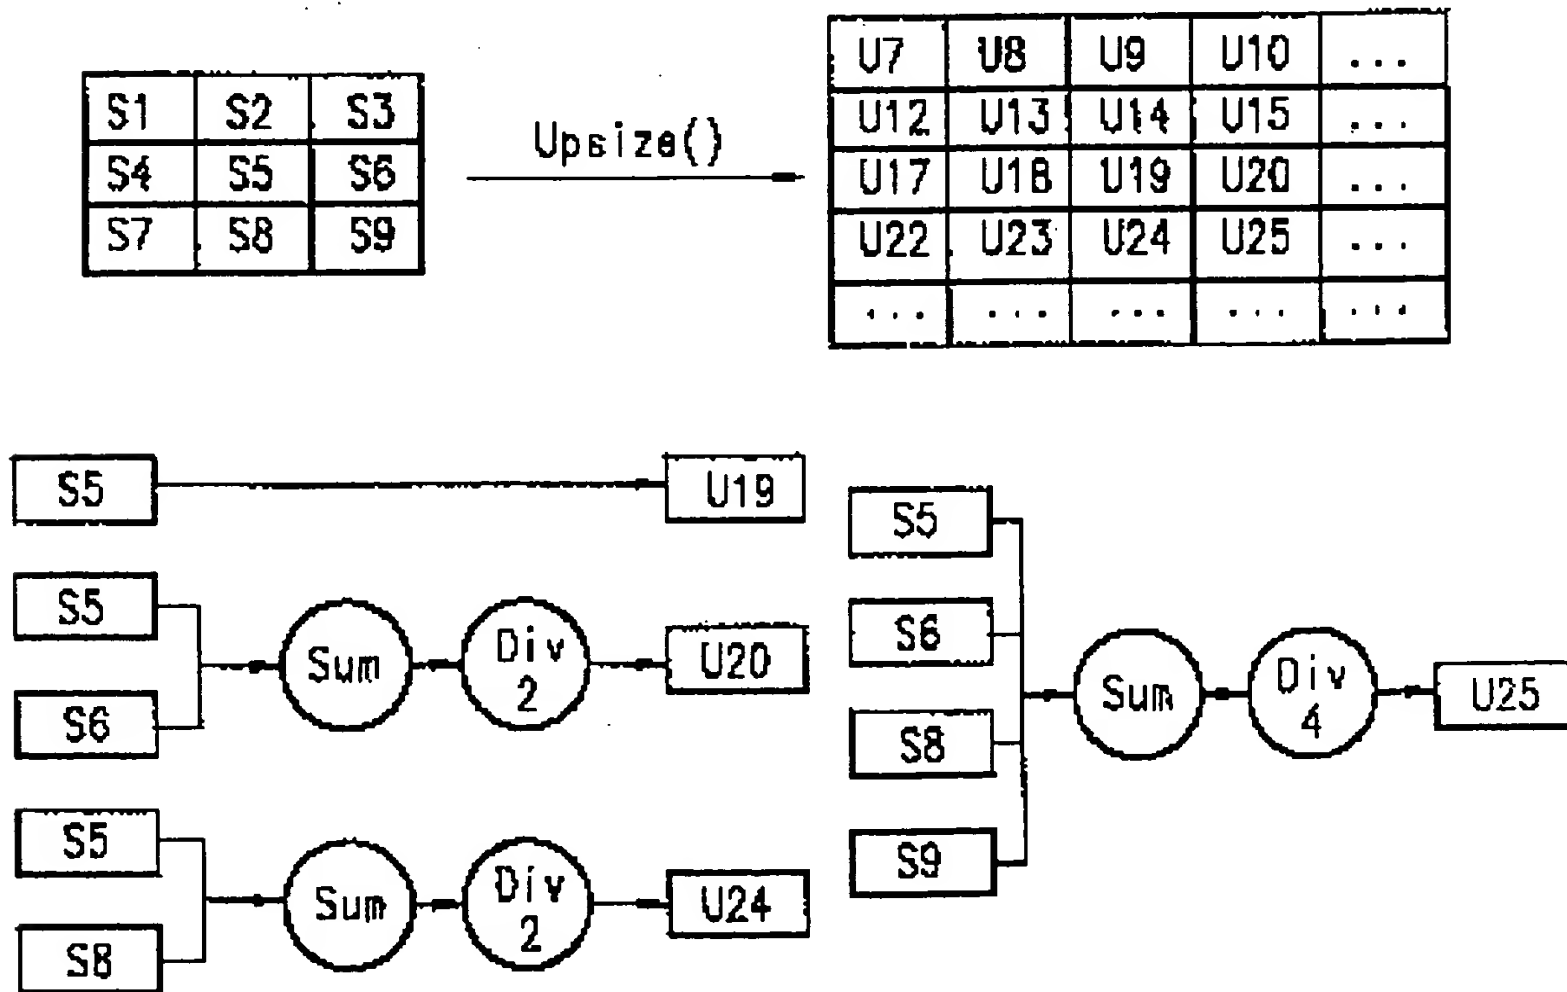 S1 S2 S3
S4 S5 S6
S7 S8 S9
Upsize()
U7 U8 U9 U10 ...
U12 U13 U14 U15 ...
U17 U18 U19 U20 ...
U22 U23 U24 U25 ...
... ... ... ... ...
S5
U19
S5
S6
Sum
Div
2
U20
S5
S8
Sum
Div
2
U24
S5
S6
S8
S9
Sum
Div
4
U25